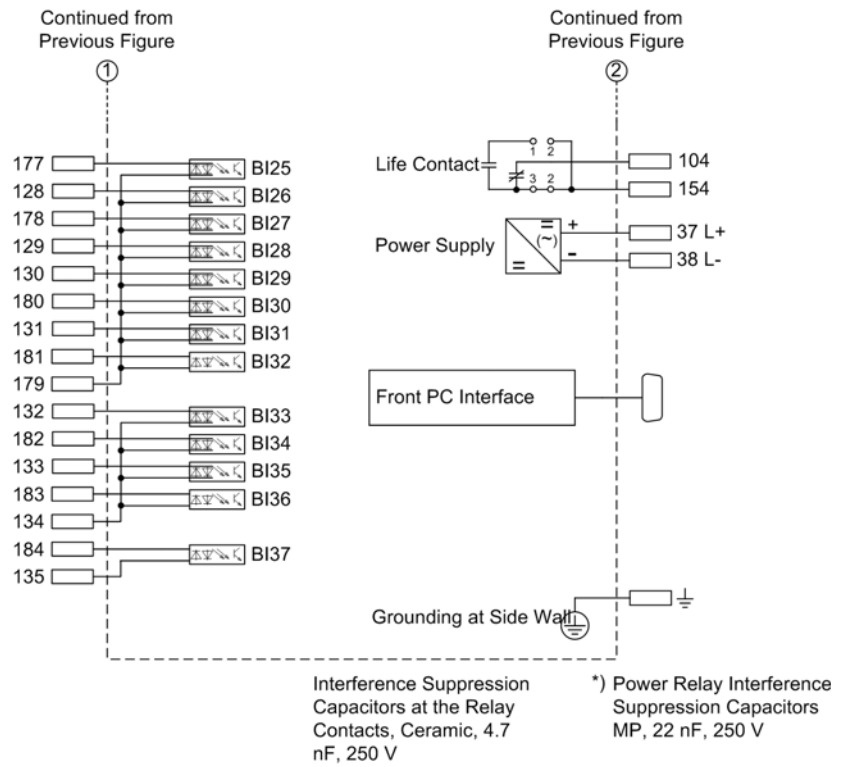 Continued from
Previous Figure
1
Continued from
Previous Figure
2
177
BI25
128
BI26
178
BI27
129
BI28
130
BI29
180
BI30
131
BI31
181
BI32
179
132
BI33
182
BI34
133
BI35
183
BI36
134
184
BI37
135
Life Contact
1 2
3 2
104
154
Power Supply
=
(~)
=
+
-
37 L+
38 L-
Front PC Interface
Grounding at Side Wall
Interference Suppression
Capacitors at the Relay
Contacts, Ceramic, 4.7
nF, 250 V
*) Power Relay Interference
Suppression Capacitors
MP, 22 nF, 250 V